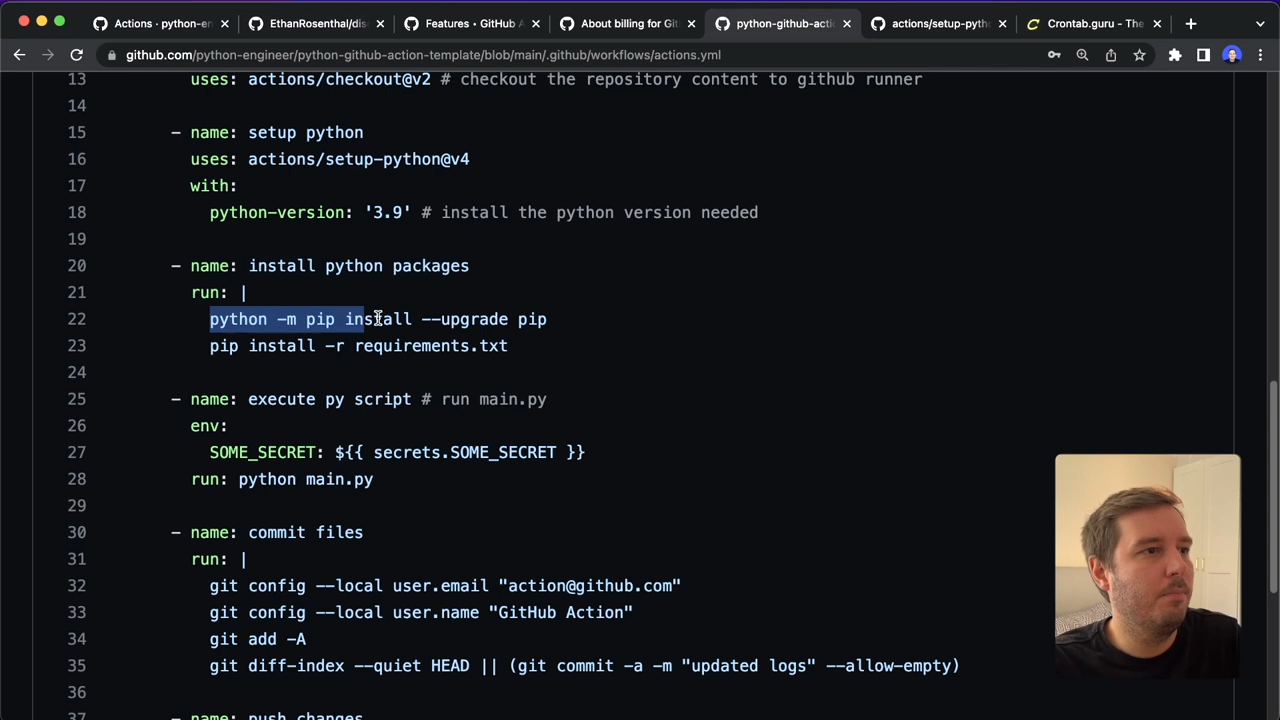 Actions · python-en
EthanRosenthal/dis
Features · GitHub A
About billing for Git
python-github-actio
actions/setup-pytho
Crontab.guru - The
github.com/python-engineer/python-github-action-template/blob/main/.github/workflows/actions.yml
13 uses: actions/checkout@v2 # checkout the repository content to github runner
14
15 - name: setup python
16 uses: actions/setup-python@v4
17 with:
18 python-version: '3.9' # install the python version needed
19
20 - name: install python packages
21 run: |
22 python -m pip install --upgrade pip
23 pip install -r requirements.txt
24
25 - name: execute py script # run main.py
26 env:
27 SOME_SECRET: ${{ secrets.SOME_SECRET }}
28 run: python main.py
29
30 - name: commit files
31 run: |
32 git config --local user.email "action@github.com"
33 git config --local user.name "GitHub Action"
34 git add -A
35 git diff-index --quiet HEAD || (git commit -a -m "updated logs" --allow-empty)
36
37 - name: push changes